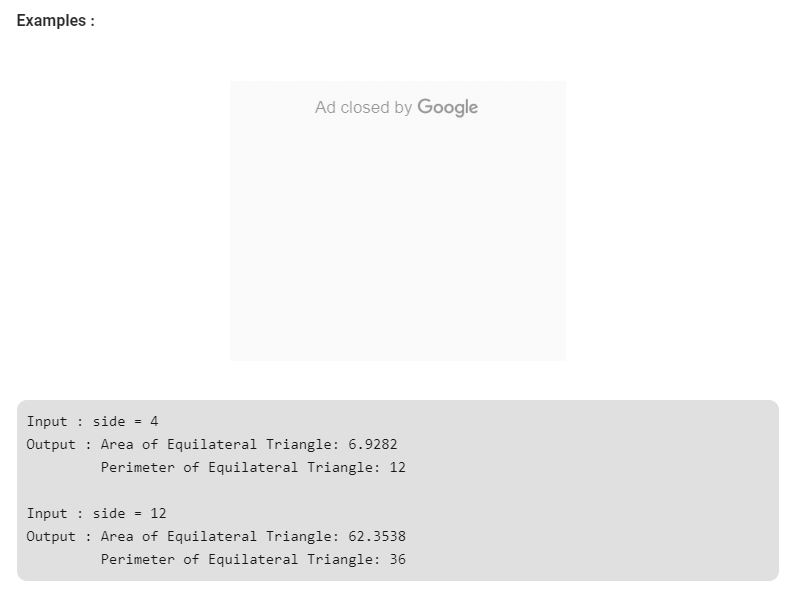 Examples :
Ad closed by Google
Input : side = 4
Output : Area of Equilateral Triangle: 6.9282
Perimeter of Equilateral Triangle: 12
Input : side = 12
Output : Area of Equilateral Triangle: 62.3538
Perimeter of Equilateral Triangle: 36